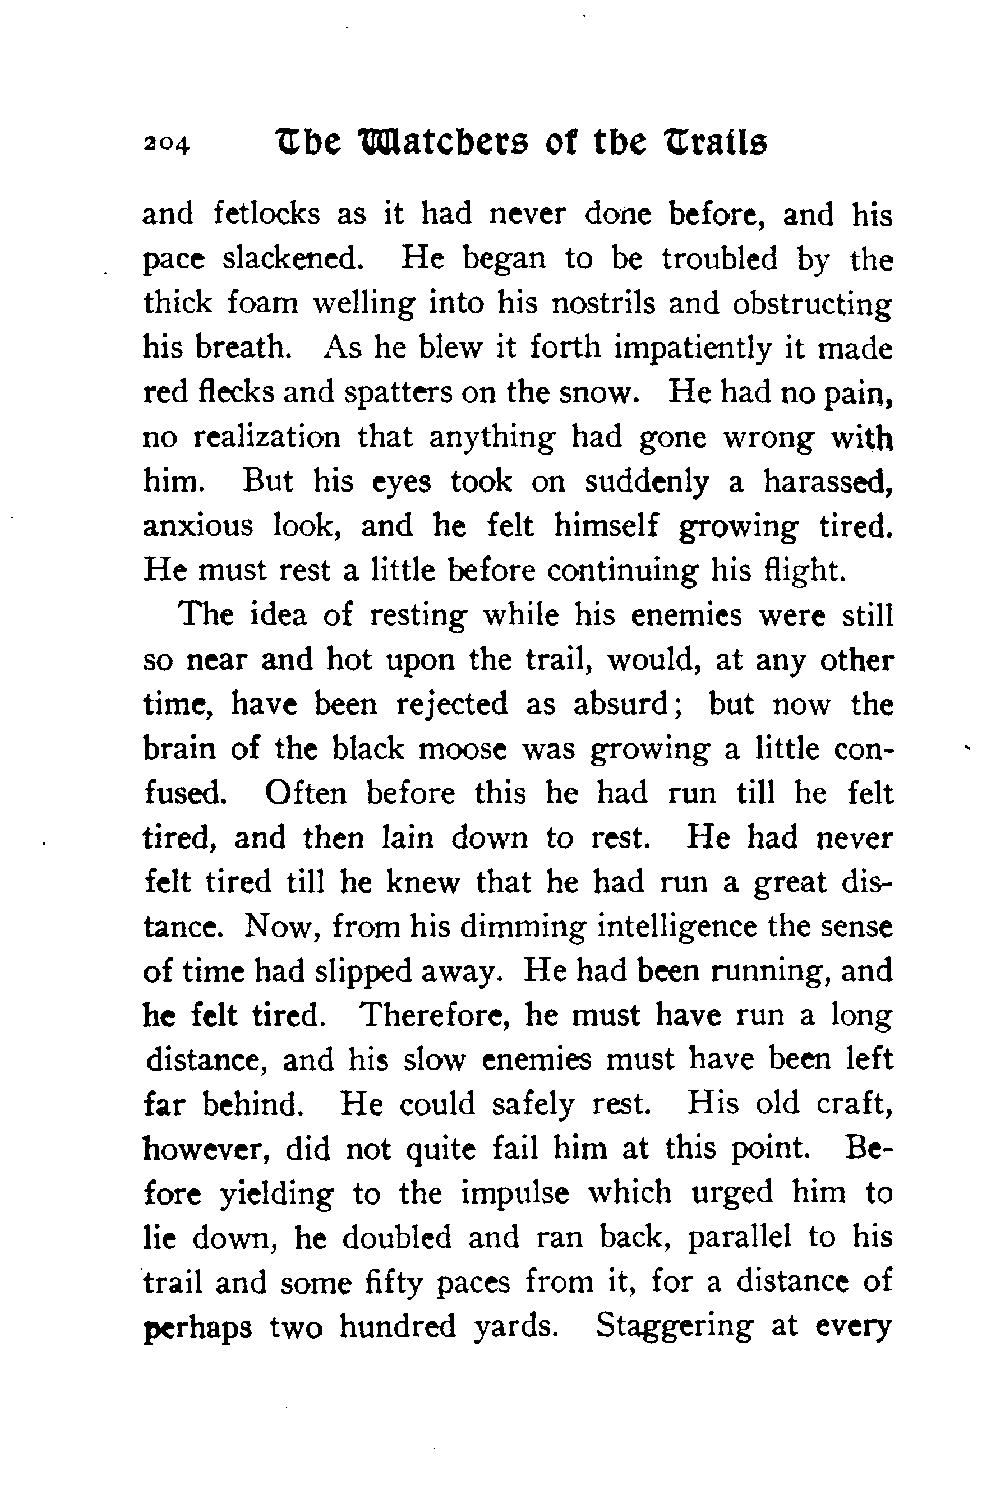 204 The Watchers of the Trails
and fetlocks as it had never done before, and his
pace slackened. He began to be troubled by the
thick foam welling into his nostrils and obstructing
his breath. As he blew it forth impatiently it made
red flecks and spatters on the snow. He had no pain,
no realization that anything had gone wrong with
him. But his eyes took on suddenly a harassed,
anxious look, and he felt himself growing tired.
He must rest a little before continuing his flight.
The idea of resting while his enemies were still
so near and hot upon the trail, would, at any other
time, have been rejected as absurd; but now the
brain of the black moose was growing a little con-
fused. Often before this he had run till he felt
tired, and then lain down to rest. He had never
felt tired till he knew that he had run a great dis-
tance. Now, from his dimming intelligence the sense
of time had slipped away. He had been running, and
he felt tired. Therefore, he must have run a long
distance, and his slow enemies must have been left
far behind. He could safely rest. His old craft,
however, did not quite fail him at this point. Be-
fore yielding to the impulse which urged him to
lie down, he doubled and ran back, parallel to his
trail and some fifty paces from it, for a distance of
perhaps two hundred yards. Staggering at every